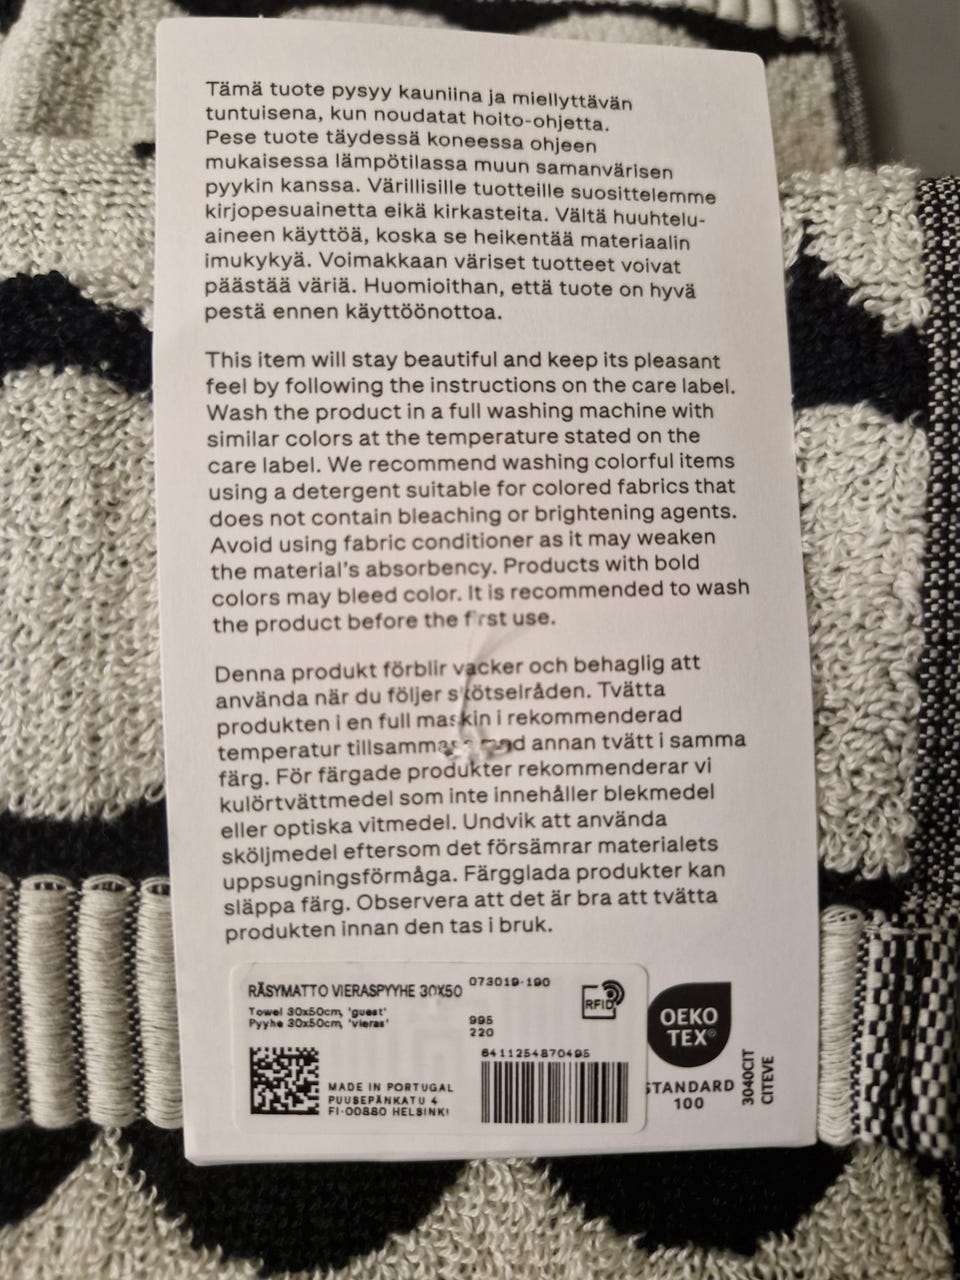 Tämä tuote pysyy kauniina ja miellyttävän
tuntuisena, kun noudatat hoito-ohjetta.
Pese tuote täydessä koneessa ohjeen
mukaisessa lämpötilassa muun samanvärisen
pyykin kanssa. Värillisille tuotteille suosittelemme
kirjopesuainetta eikä kirkasteita. Vältä huuhtelu-
aineen käyttöä, koska se heikentää materiaalin
imukykyä. Voimakkaan väriset tuotteet voivat
päästää väriä. Huomioithan, että tuote on hyvä
pestä ennen käyttöönottoa.
This item will stay beautiful and keep its pleasant
feel by following the instructions on the care label.
Wash the product in a full washing machine with
similar colors at the temperature stated on the
care label. We recommend washing colorful items
using a detergent suitable for colored fabrics that
does not contain bleaching or brightening agents.
Avoid using fabric conditioner as it may weaken
the material's absorbency. Products with bold
colors may bleed color. It is recommended to wash
the product before the first use.
Denna produkt förblir vacker och behaglig att
använda när du följer skötselråden. Tvätta
produkten i en full maskin i rekommenderad
temperatur tillsammans med annan tvätt i samma
färg. För färgade produkter rekommenderar vi
kulörtvättmedel som inte innehåller blekmedel
eller optiska vitmedel. Undvik att använda
sköljmedel eftersom det försämrar materialets
uppsugningsförmåga. Färgglada produkter kan
släppa färg. Observera att det är bra att tvätta
produkten innan den tas i bruk.
RÄSYMATTO VIERASPYYHE 30X50 073019-190
Towel 30x50cm, 'guest'
Pyyhe 30x50cm, 'vieras'
995
220
RFID
6411254870495
MADE IN PORTUGAL
PUUSEPÄNKATU 4
FI-00880 HELSINKI
OEKO
TEX®
STANDARD
100
3040CIT
CITEVE